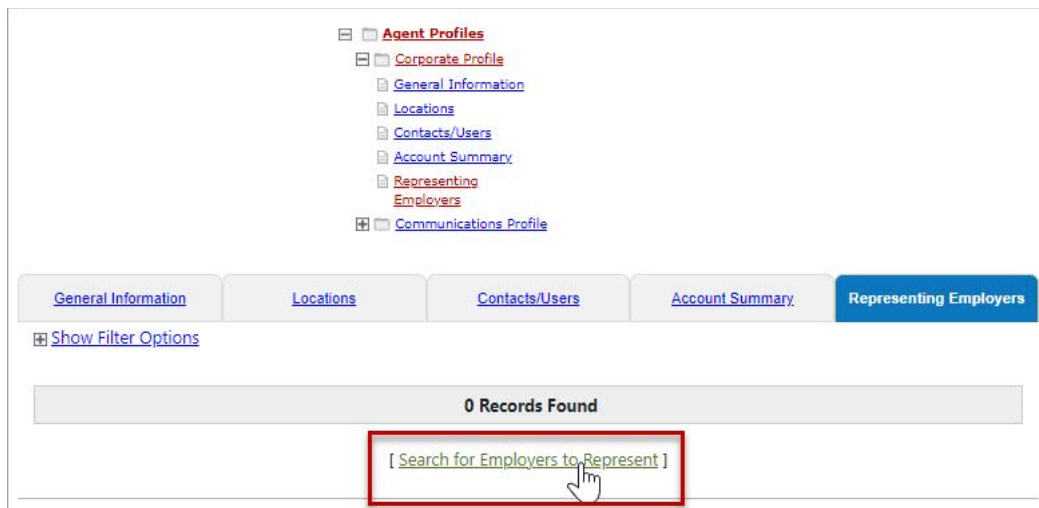 Agent Profiles
Corporate Profile
General Information
Locations
Contacts/Users
Account Summary
Representing
Employers
Communications Profile
General Information Locations Contacts/Users Account Summary Representing Employers
Show Filter Options
0 Records Found
[ Search for Employers to Represent ]